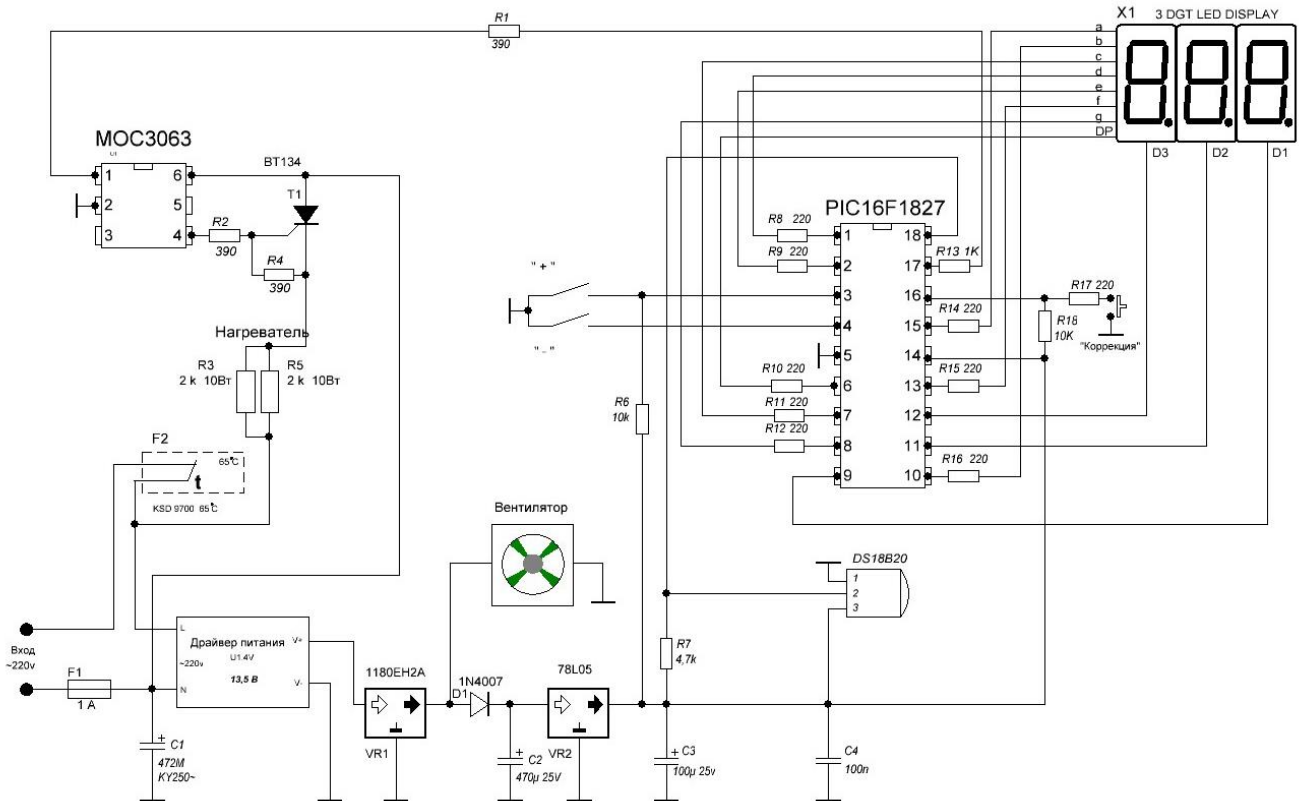 R1
390
X1 3 DGT LED DISPLAY
a
b
c
d
e
f
g
DP
D3
D2
D1
MOC3063
U1
1
2
3
6
5
4
BT134
T1
R2
390
R4
390
Нагреватель
R3
2 k 10Вт
R5
2 k 10Вт
F2
65°C
t
KSD 9700 65°C
"+"
"-"
R6
10k
PIC16F1827
R8 220
R9 220
R10 220
R11 220
R12 220
1
2
3
4
5
6
7
8
9
18
17
16
15
14
13
12
11
10
R13 1K
R14 220
R15 220
R16 220
R17 220
R18
10K
"Коррекция"
Вентилятор
DS18B20
1
2
3
R7
4,7k
Вход
~220v
F1
1 A
L
N
Драйвер питания
~220v
U1.4V
13,5 В
V+
V-
1180ЕН2А
VR1
1N4007
D1
78L05
VR2
C1
+
472M
KY250~
C2
+
470µ 25V
C3
+
100µ 25v
C4
100n